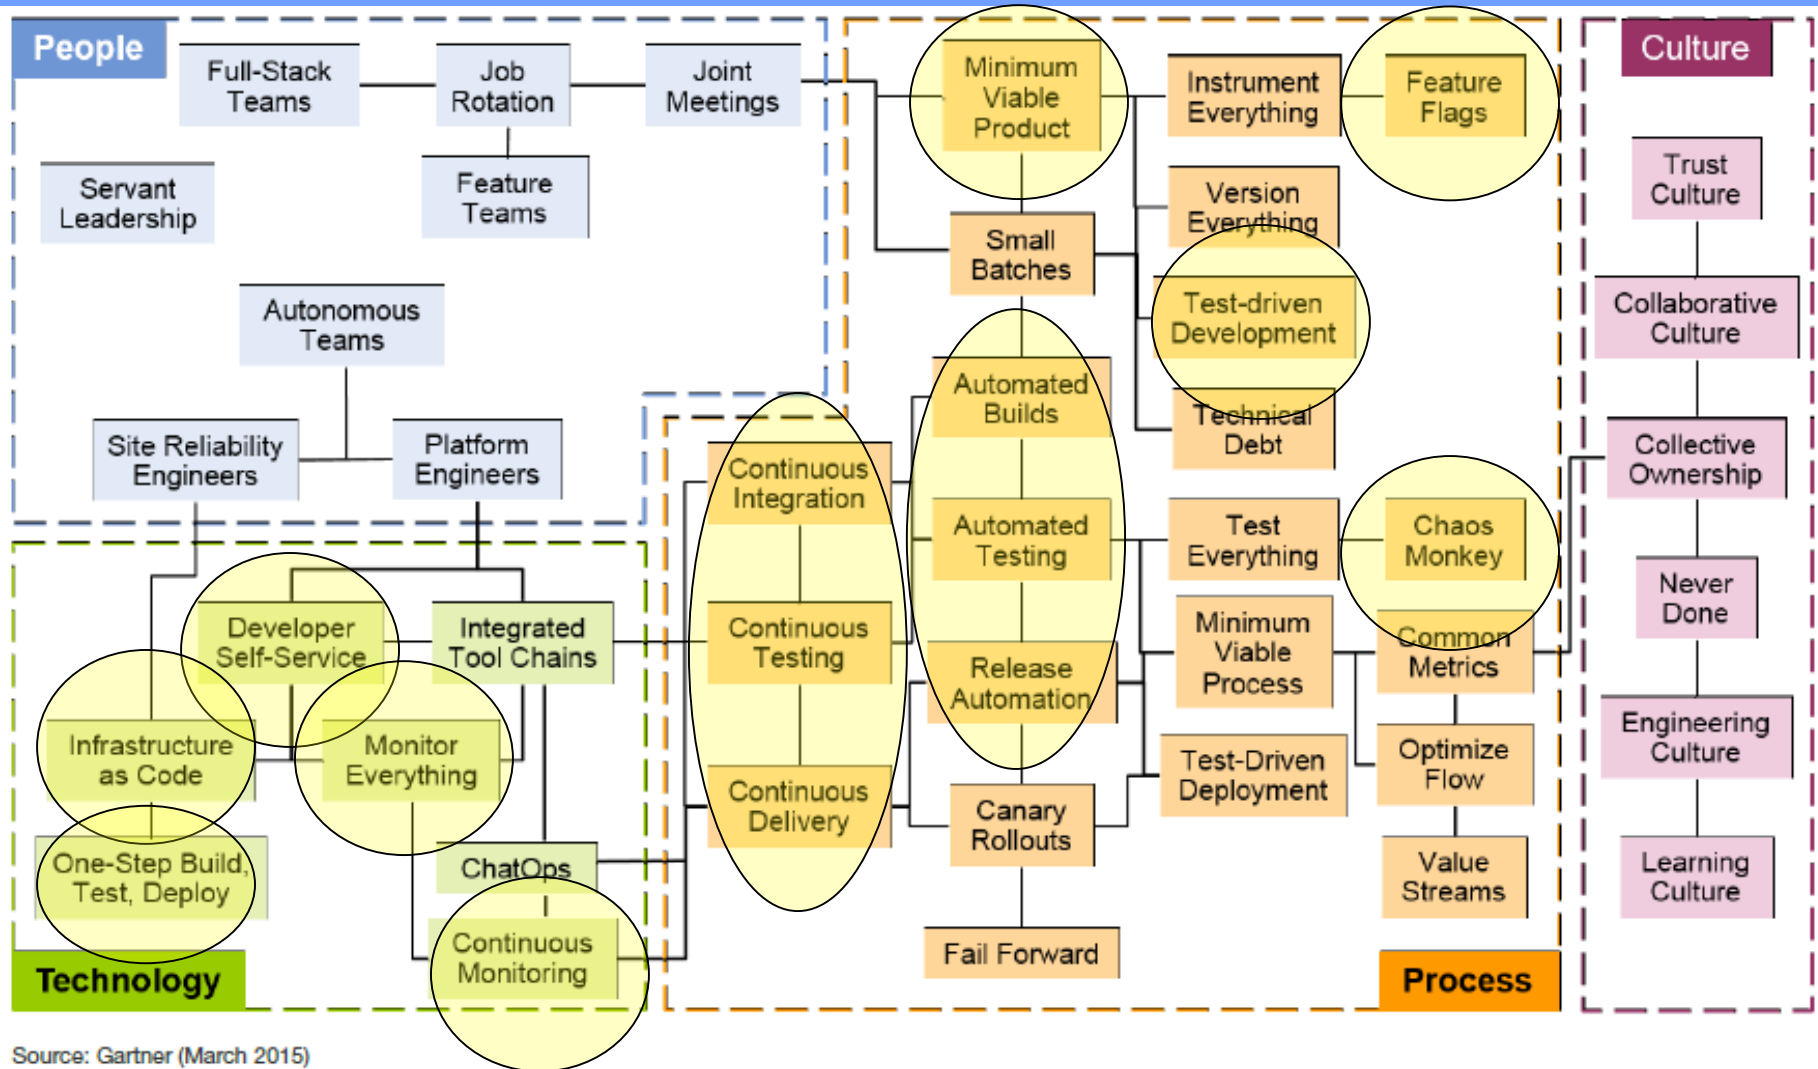 People
Full-Stack
Teams
Job
Rotation
Joint
Meetings
Servant
Leadership
Feature
Teams
Autonomous
Teams
Site Reliability
Engineers
Platform
Engineers
Developer
Self-Service
Integrated
Tool Chains
Infrastructure
as Code
Monitor
Everything
One-Step Build,
Test, Deploy
ChatOps
Continuous
Monitoring
Technology
Minimum
Viable
Product
Instrument
Everything
Feature
Flags
Version
Everything
Small
Batches
Test-driven
Development
Automated
Builds
Technical
Debt
Continuous
Integration
Automated
Testing
Test
Everything
Chaos
Monkey
Continuous
Testing
Release
Automation
Minimum
Viable
Process
Common
Metrics
Continuous
Delivery
Canary
Rollouts
Test-Driven
Deployment
Optimize
Flow
Value
Streams
Fail Forward
Process
Culture
Trust
Culture
Collaborative
Culture
Collective
Ownership
Never
Done
Engineering
Culture
Learning
Culture
Source: Gartner (March 2015)